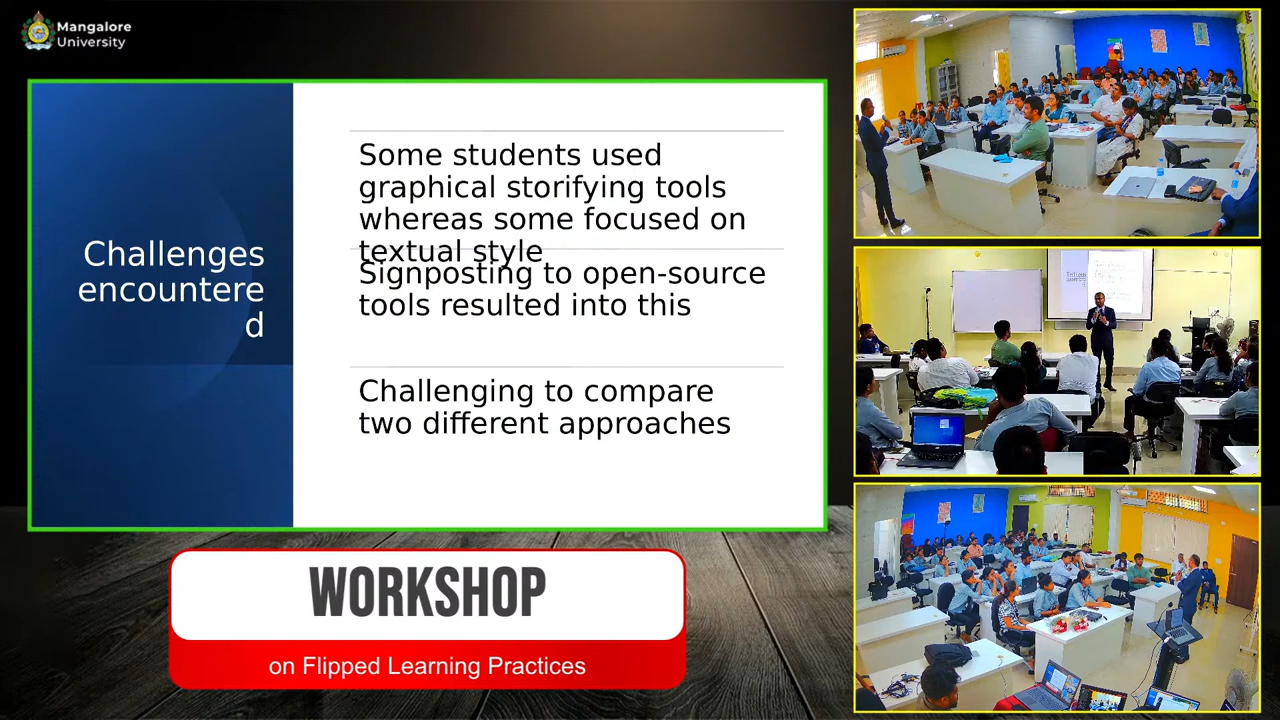 Mangalore
University
Challenges
encountere
d
Some students used
graphical storifying tools
whereas some focused on
textual style
Signposting to open-source
tools resulted into this
Challenging to compare
two different approaches
WORKSHOP
on Flipped Learning Practices